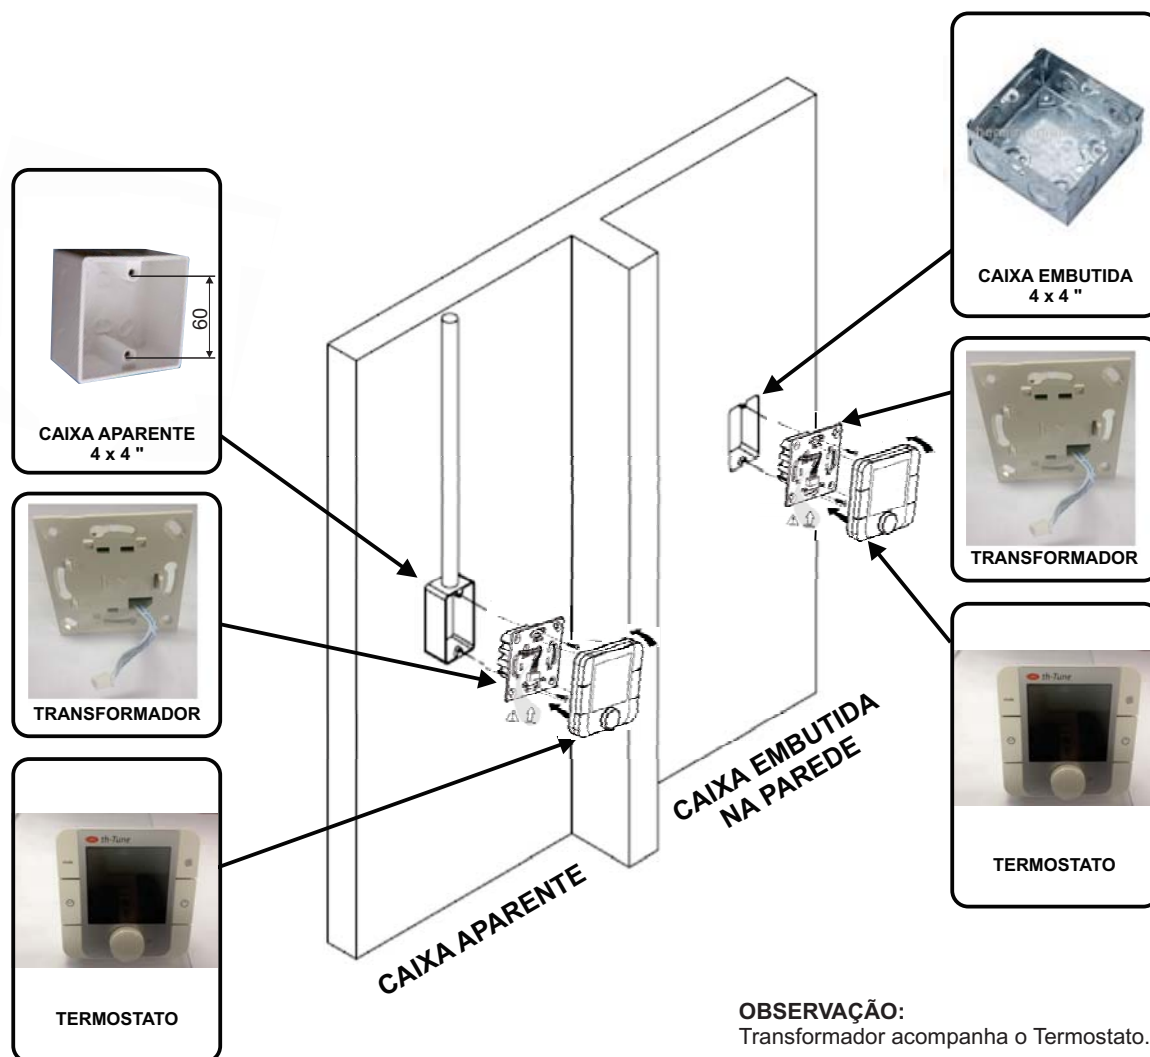 CAIXA EMBUTIDA
4 x 4 "
60
CAIXA APARENTE
4 x 4 "
TRANSFORMADOR
TRANSFORMADOR
th-Tune
TERMOSTATO
th-Tune
TERMOSTATO
CAIXA APARENTE
CAIXA EMBUTIDA
NA PAREDE
OBSERVAÇÃO:
Transformador acompanha o Termostato.